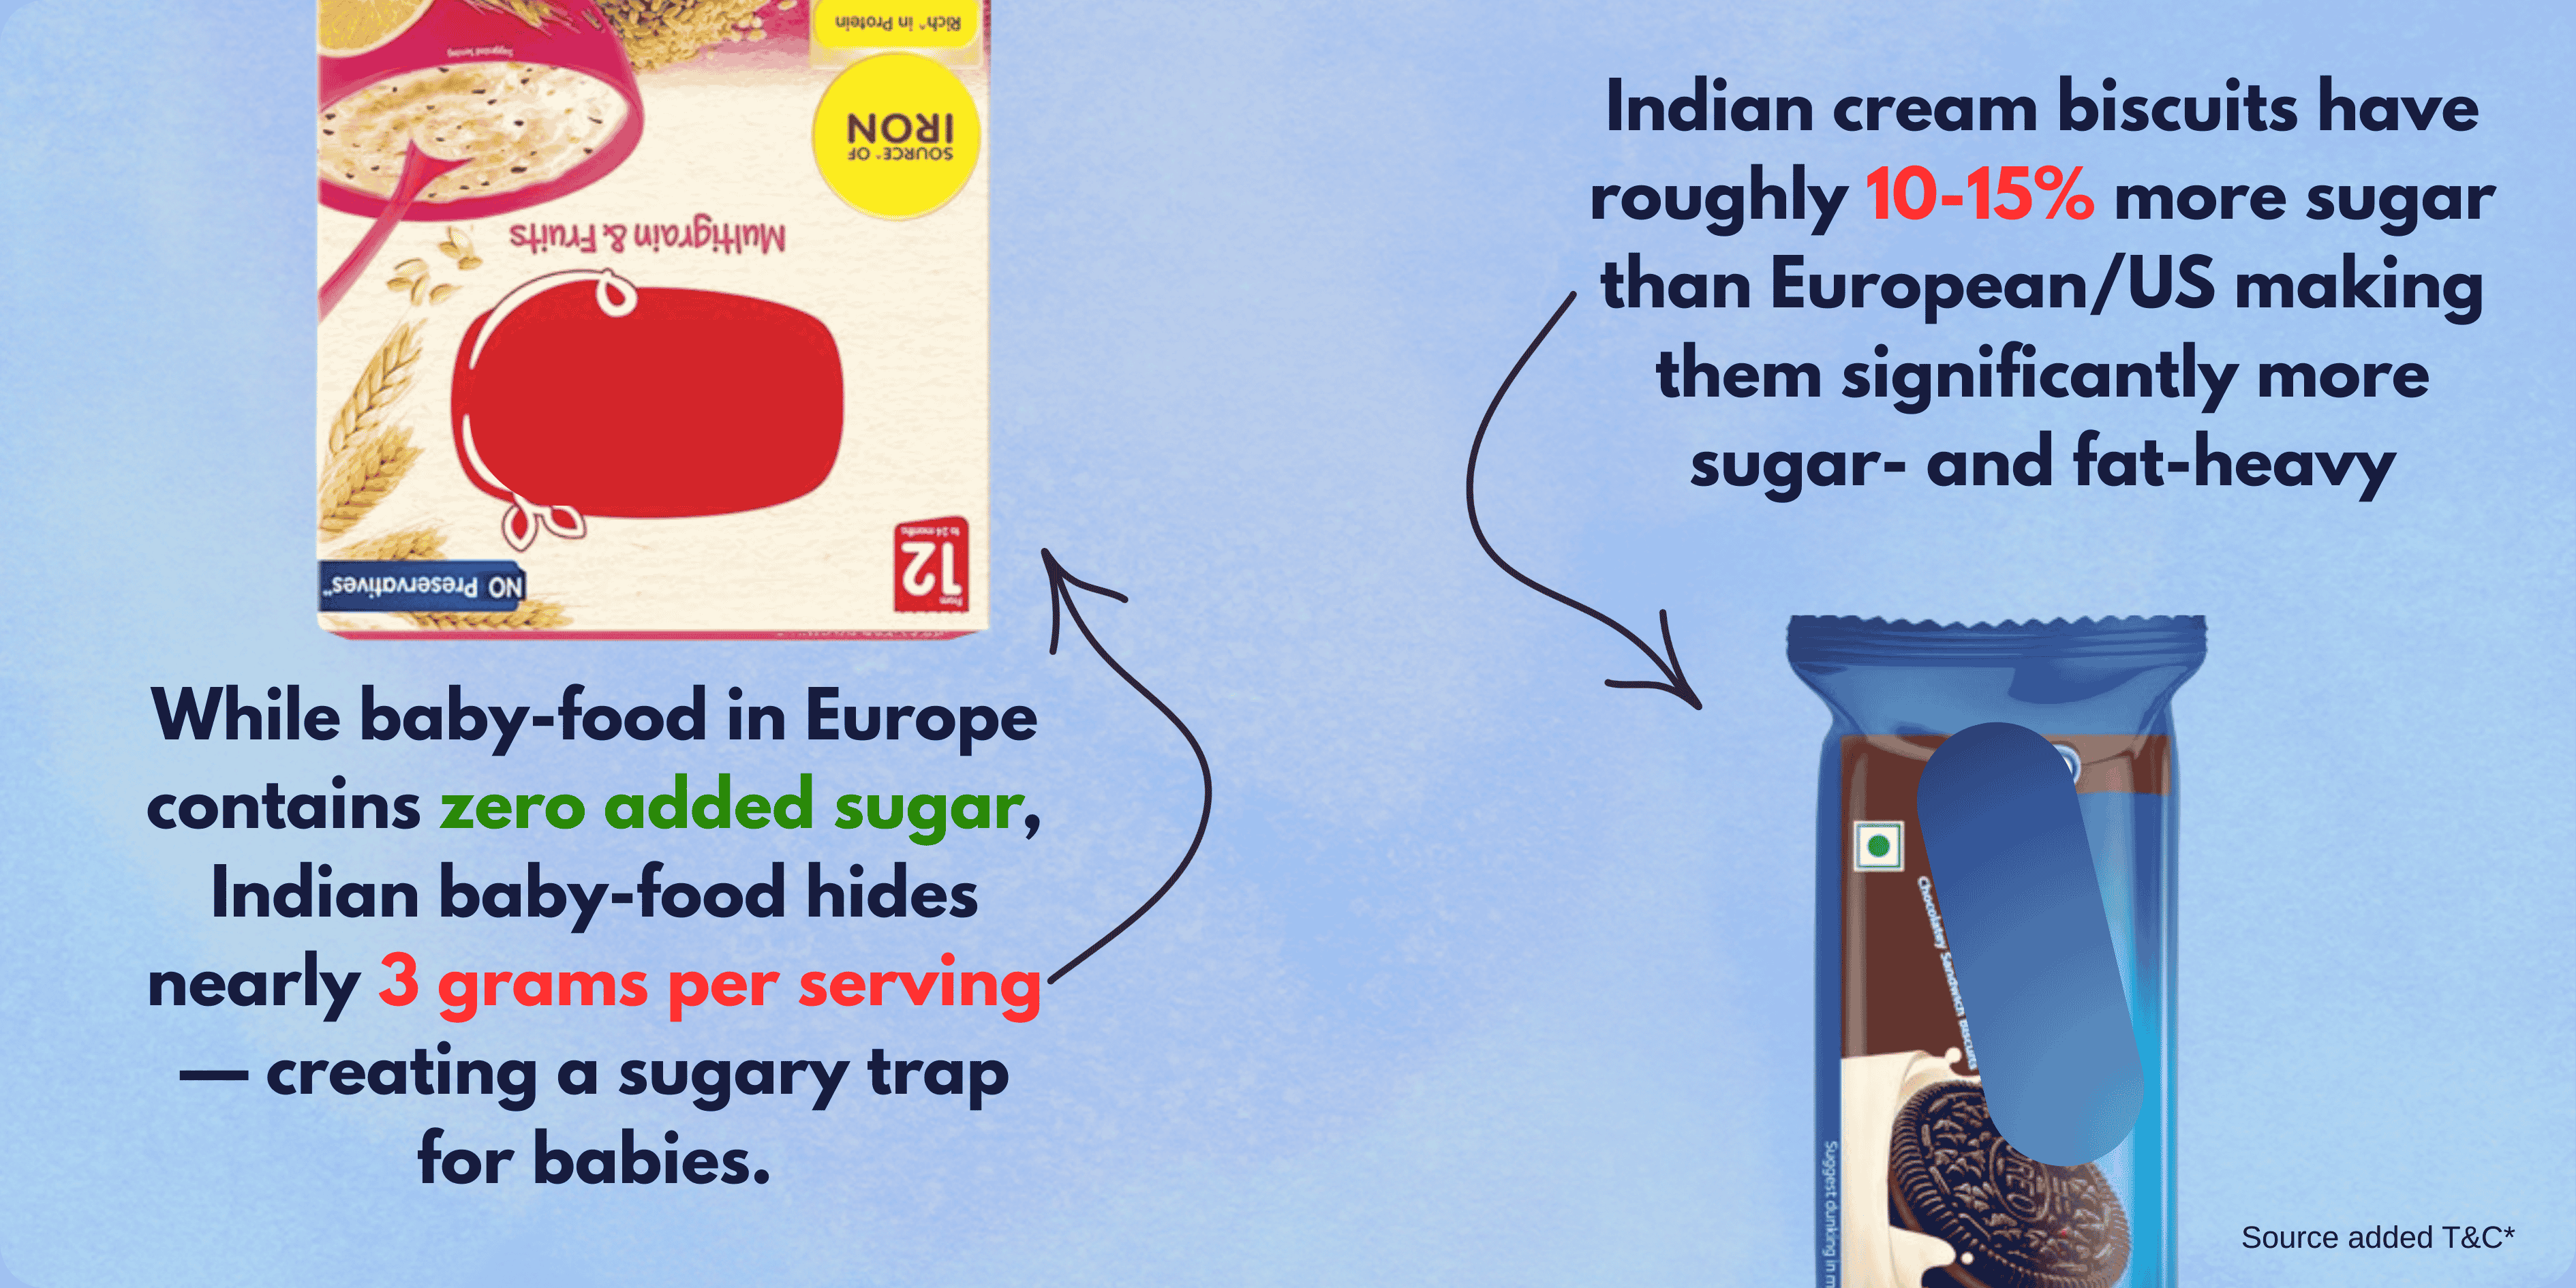 Rich* in Protein
Suggested Serving
SOURCE* OF
IRON
Multigrain & Fruits
From
12
to 24 months
NO Preservatives**
While baby-food in Europe
contains zero added sugar,
Indian baby-food hides
nearly 3 grams per serving
— creating a sugary trap
for babies.
Indian cream biscuits have
roughly 10-15% more sugar
than European/US making
them significantly more
sugar- and fat-heavy
Chocolatey Sandwich Biscuits
Suggest dunking in m
REO
Source added T&C*